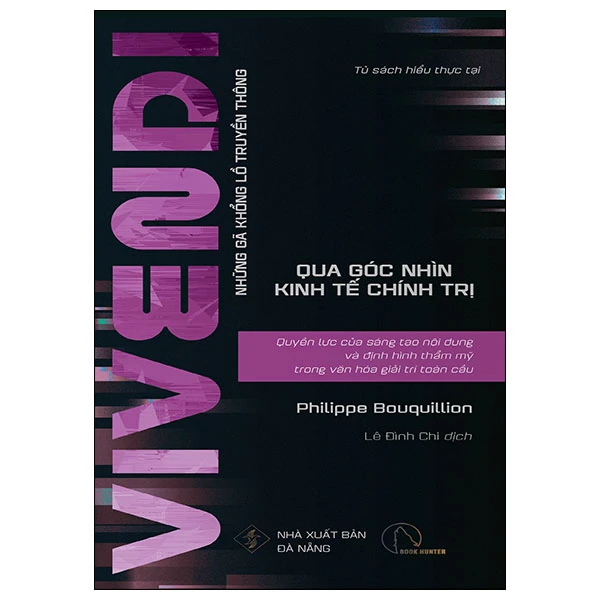 VIVENDI
NHỮNG GÃ KHỔNG LỒ TRUYỀN THÔNG
Tủ sách hiểu thực tại
QUA GÓC NHÌN
KINH TẾ CHÍNH TRỊ
Quyền lực của sáng tạo nội dung
và định hình thẩm mỹ
trong văn hóa giải trí toàn cầu
Philippe Bouquillion
Lê Đình Chi dịch
NHÀ XUẤT BẢN
ĐÀ NẴNG
BOOK HUNTER